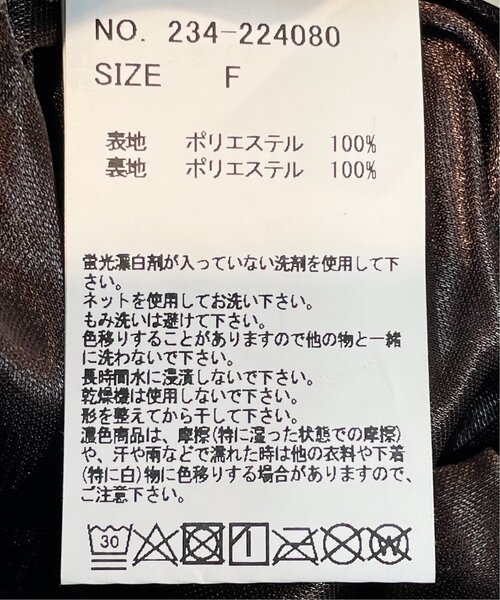 NO. 234-224080
SIZE F
表地 ポリエステル 100%
裏地 ポリエステル 100%
蛍光漂白剤が入っていない洗剤を使用して下
さい。
ネットを使用してお洗い下さい。
もみ洗いは避けて下さい。
色移りすることがありますので他の物と一緒
に洗わないで下さい。
長時間水に浸漬しないで下さい。
乾燥機は使用しないで下さい。
形を整えてから干して下さい。
濃色商品は、摩擦(特に湿った状態での摩擦)
や、汗や雨などで濡れた時は他の衣料や下着
(特に白)物に色移りする場合がありますので、
ご注意下さい。
30 W